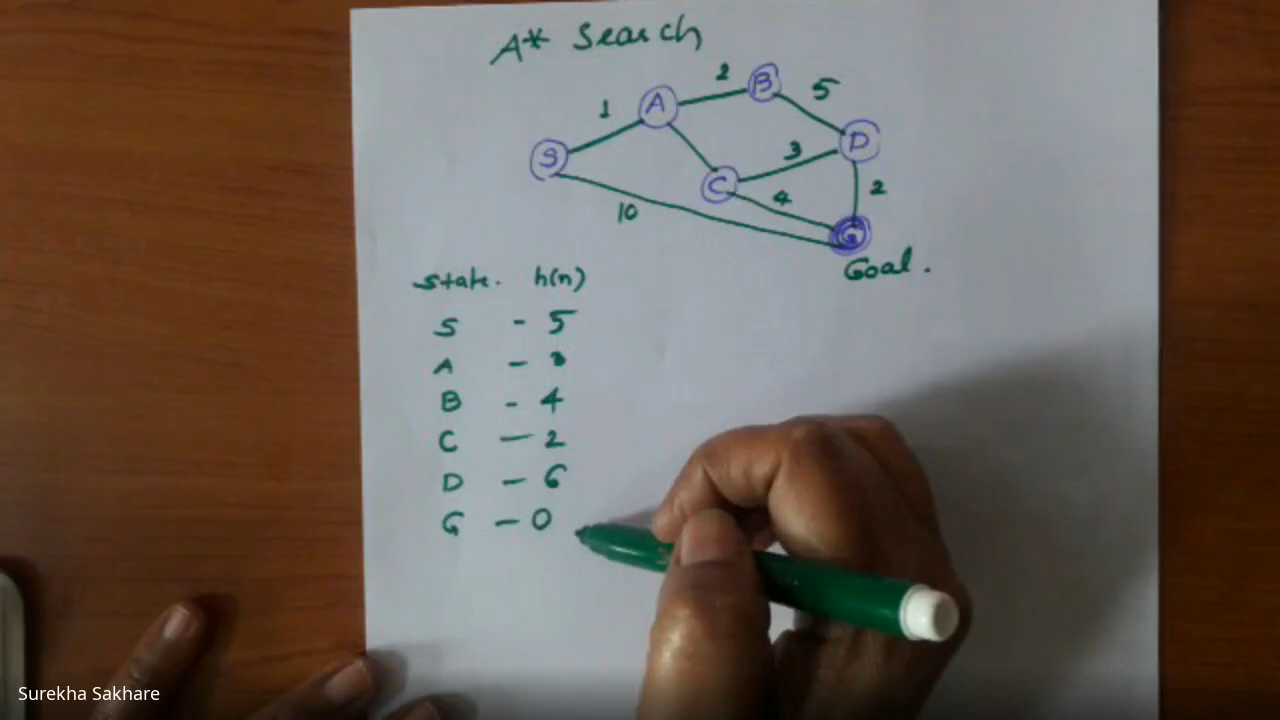 A* Search
1
2
B
5
A
S
D
3
C
4
2
10
G
Goal.
State. h(n)
S - 5
A - 3
B - 4
C - 2
D - 6
G - 0
Surekha Sakhare